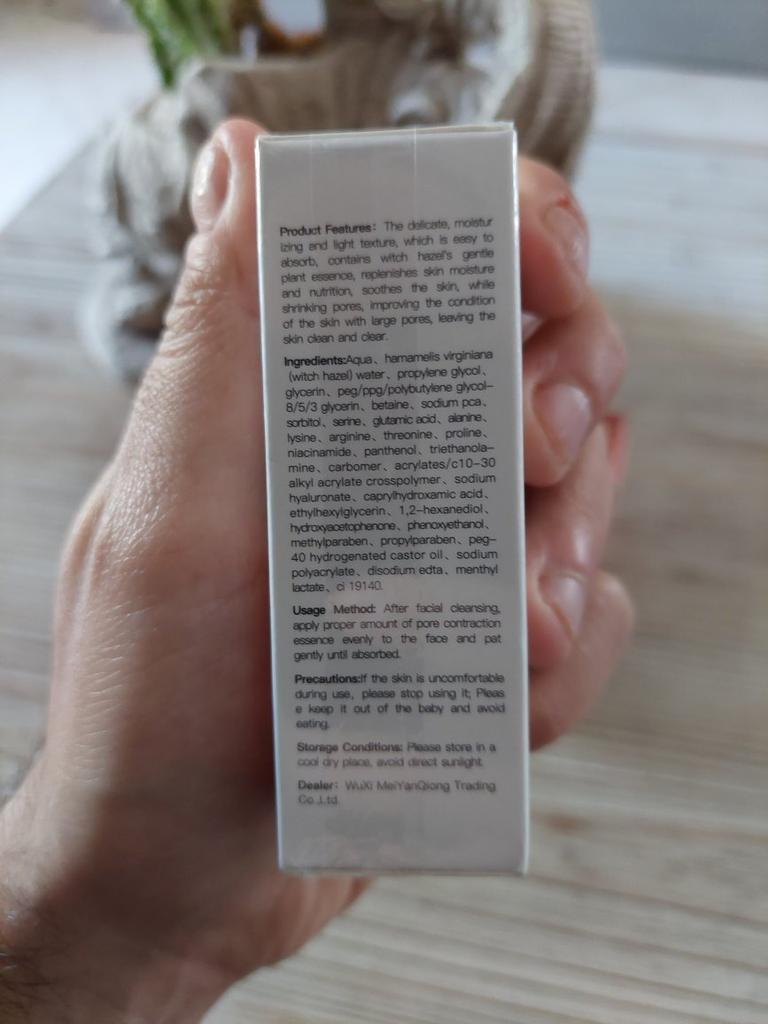 Product Features: The delicate, moistur
izing and light texture, which is easy to
absorb, contains witch hazel's gentle
plant essence, replenishes skin moisture
and nutrition, soothes the skin, while
shrinking pores, improving the condition
of the skin with large pores, leaving the
skin clean and clear.
Ingredients:Aqua、hamamelis virginiana
(witch hazel) water、propylene glycol、
glycerin、peg/ppg/polybutylene glycol-
8/5/3 glycerin、betaine、sodium pca、
sorbitol、serine、glutamic acid、alanine、
lysine、arginine、threonine、proline、
niacinamide、panthenol、triethanola-
mine、carbomer、acrylates/c10-30
alkyl acrylate crosspolymer、sodium
hyaluronate、caprylhydroxamic acid、
ethylhexylglycerin、1,2-hexanediol、
hydroxyacetophenone、phenoxyethanol、
methylparaben、propylparaben、peg-
40 hydrogenated castor oil、sodium
polyacrylate、disodium edta、menthyl
lactate、ci 19140.
Usage Method: After facial cleansing,
apply proper amount of pore contraction
essence evenly to the face and pat
gently until absorbed.
Precautions:If the skin is uncomfortable
during use, please stop using it; Pleas
e keep it out of the baby and avoid
eating.
Storage Conditions: Please store in a
cool dry place, avoid direct sunlight.
Dealer: WuXi MeiYanQiong Trading
Co.,Ltd.